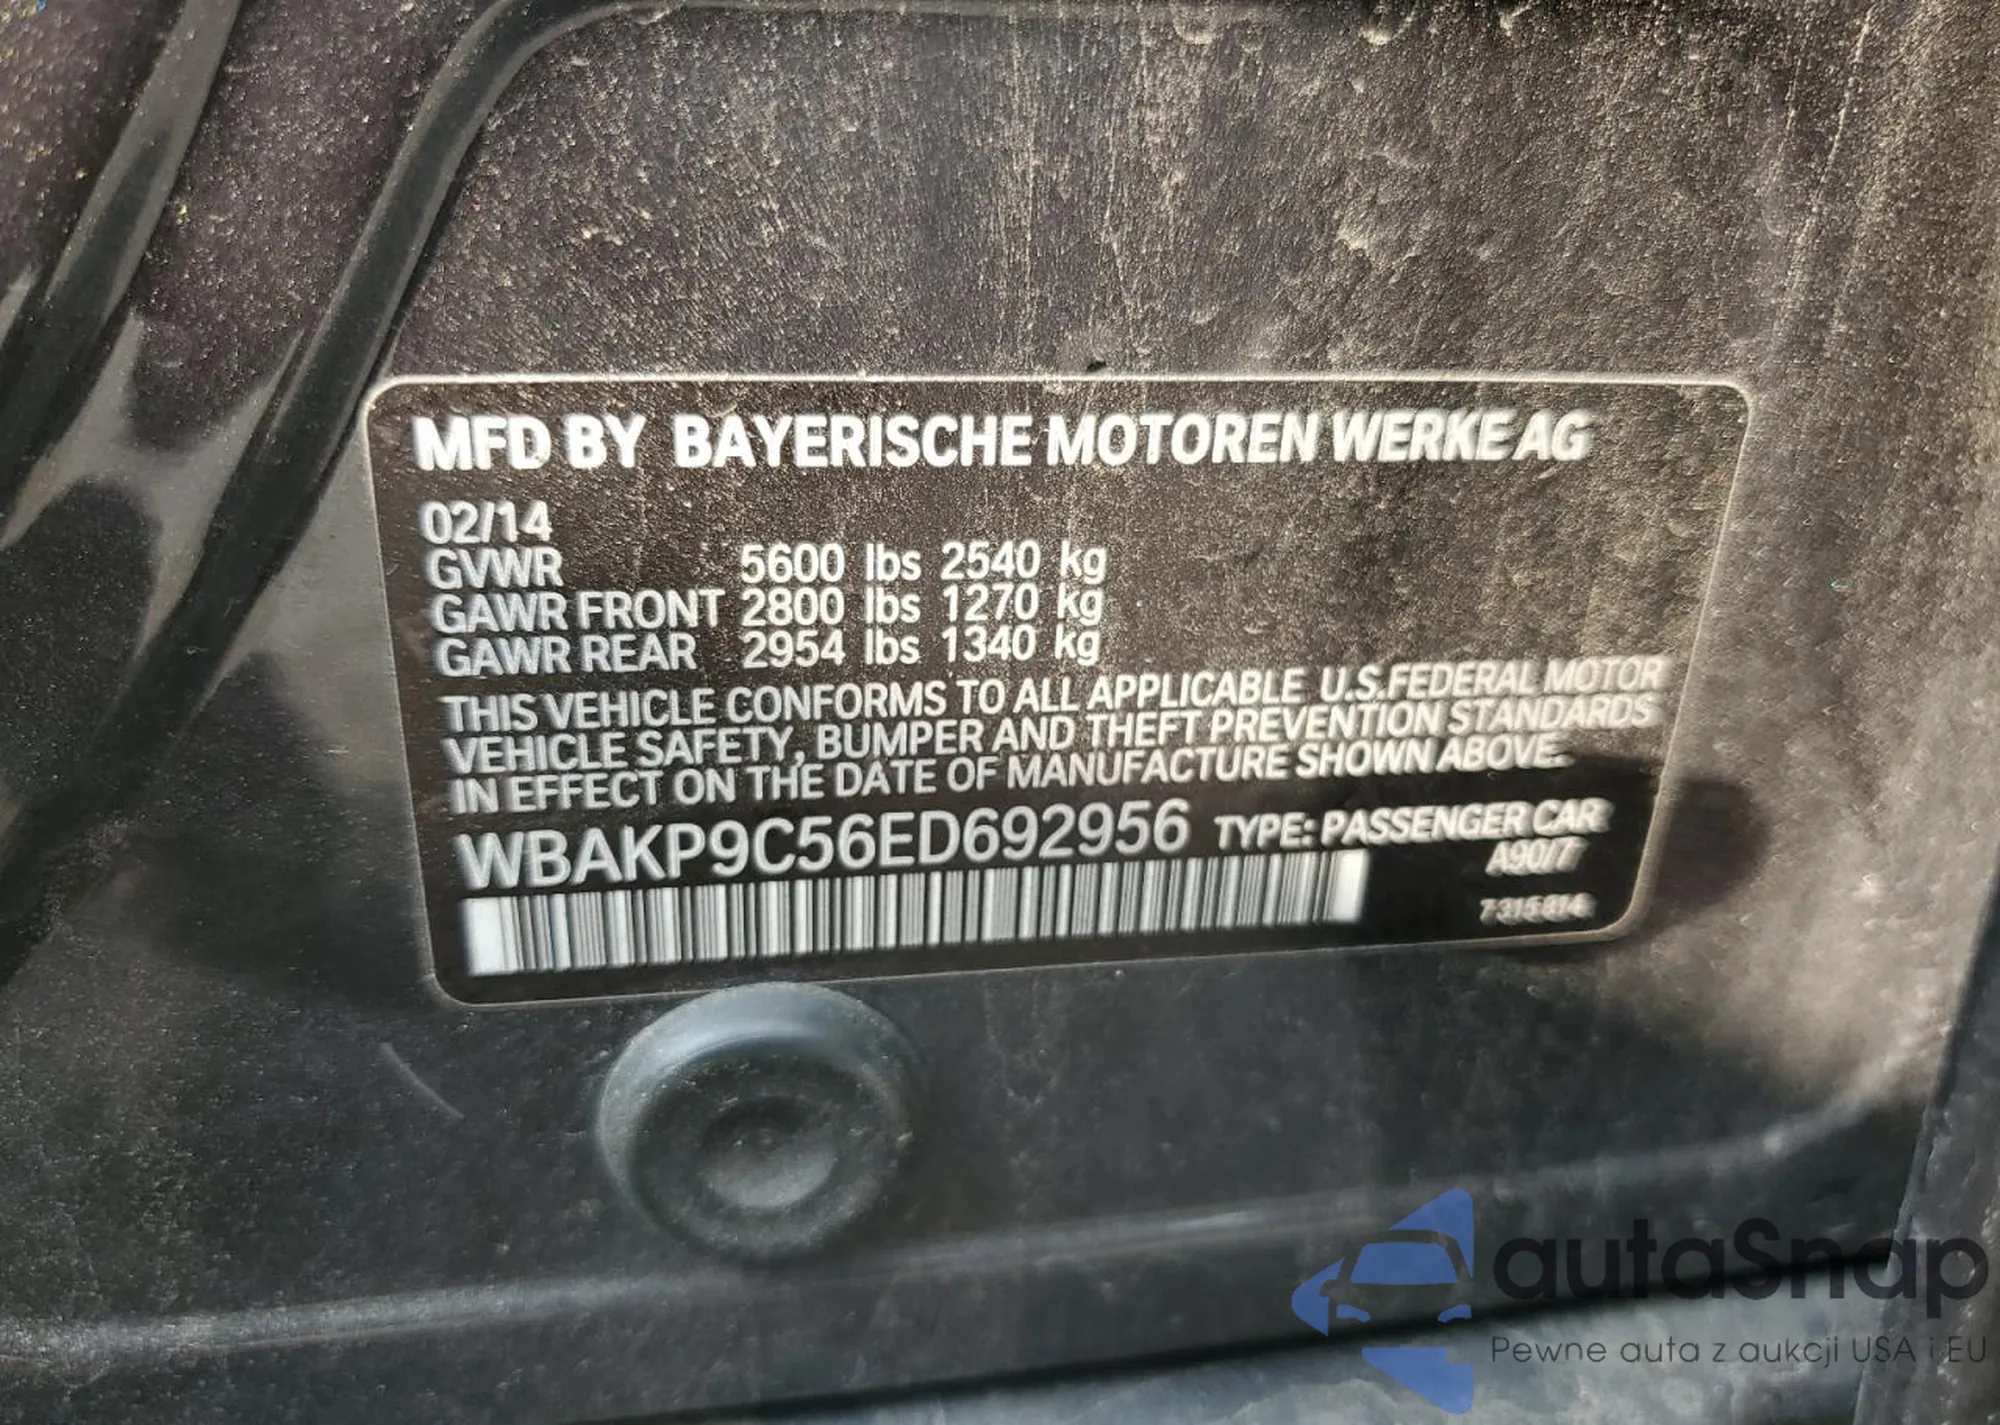 MFD BY BAYERISCHE MOTOREN WERKE AG
02/14
GVWR 5600 lbs 2540 kg
GAWR FRONT 2800 lbs 1270 kg
GAWR REAR 2954 lbs 1340 kg
THIS VEHICLE CONFORMS TO ALL APPLICABLE U.S.FEDERAL MOTOR
VEHICLE SAFETY, BUMPER AND THEFT PREVENTION STANDARDS
IN EFFECT ON THE DATE OF MANUFACTURE SHOWN ABOVE.
WBAKP9C56ED692956 TYPE: PASSENGER CAR
A90/7
7315814
autaSnap
Pewne auta z aukcji USA i EU